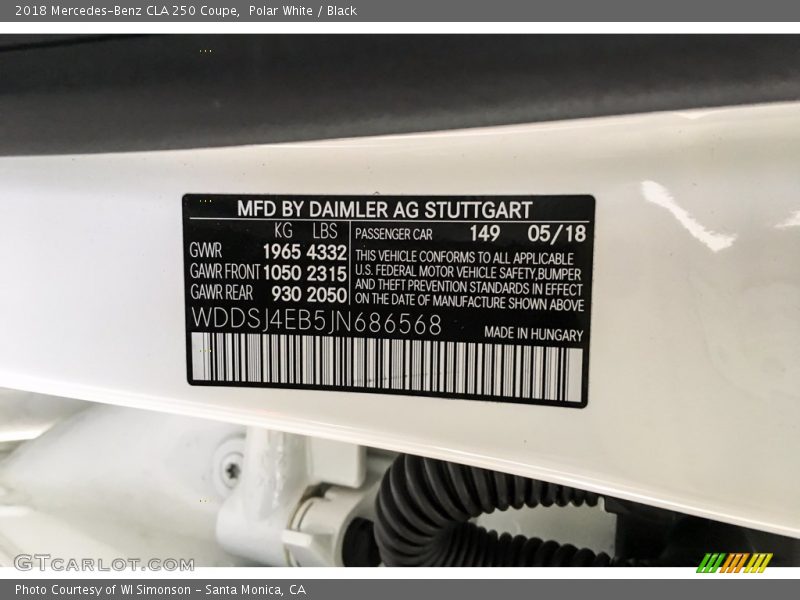 2018 Mercedes-Benz CLA 250 Coupe,  Polar White / Black
MFD BY DAIMLER AG STUTTGART
KG LBS
GVWR 1965 4332
GAWR FRONT 1050 2315
GAWR REAR 930 2050
PASSENGER CAR 149 05/18
THIS VEHICLE CONFORMS TO ALL APPLICABLE
U.S. FEDERAL MOTOR VEHICLE SAFETY,BUMPER
AND THEFT PREVENTION STANDARDS IN EFFECT
ON THE DATE OF MANUFACTURE SHOWN ABOVE
WDDSJ4EB5JN686568
MADE IN HUNGARY
GTCARLOT.COM
Photo Courtesy of WI Simonson - Santa Monica, CA